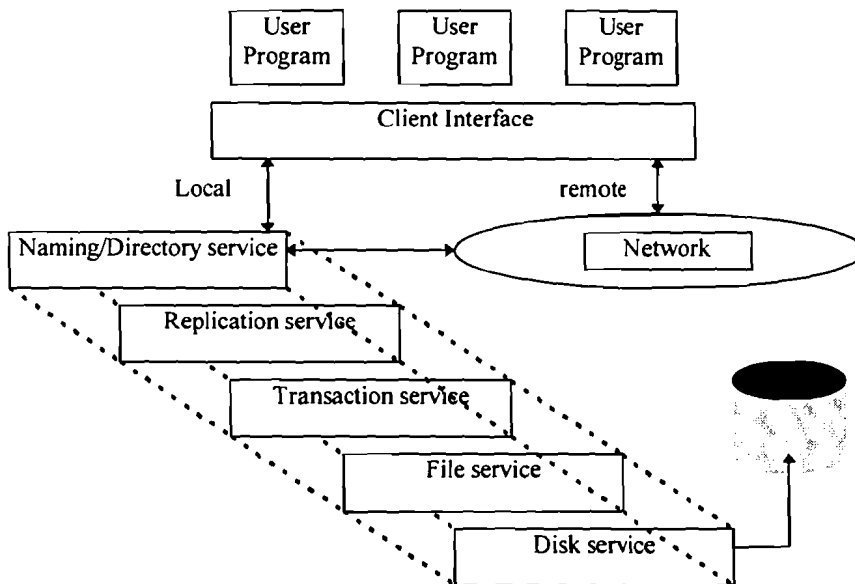 User
Program
User
Program
User
Program
Client Interface
Local
remote
Naming/Directory service
Network
Replication service
Transaction service
File service
Disk service